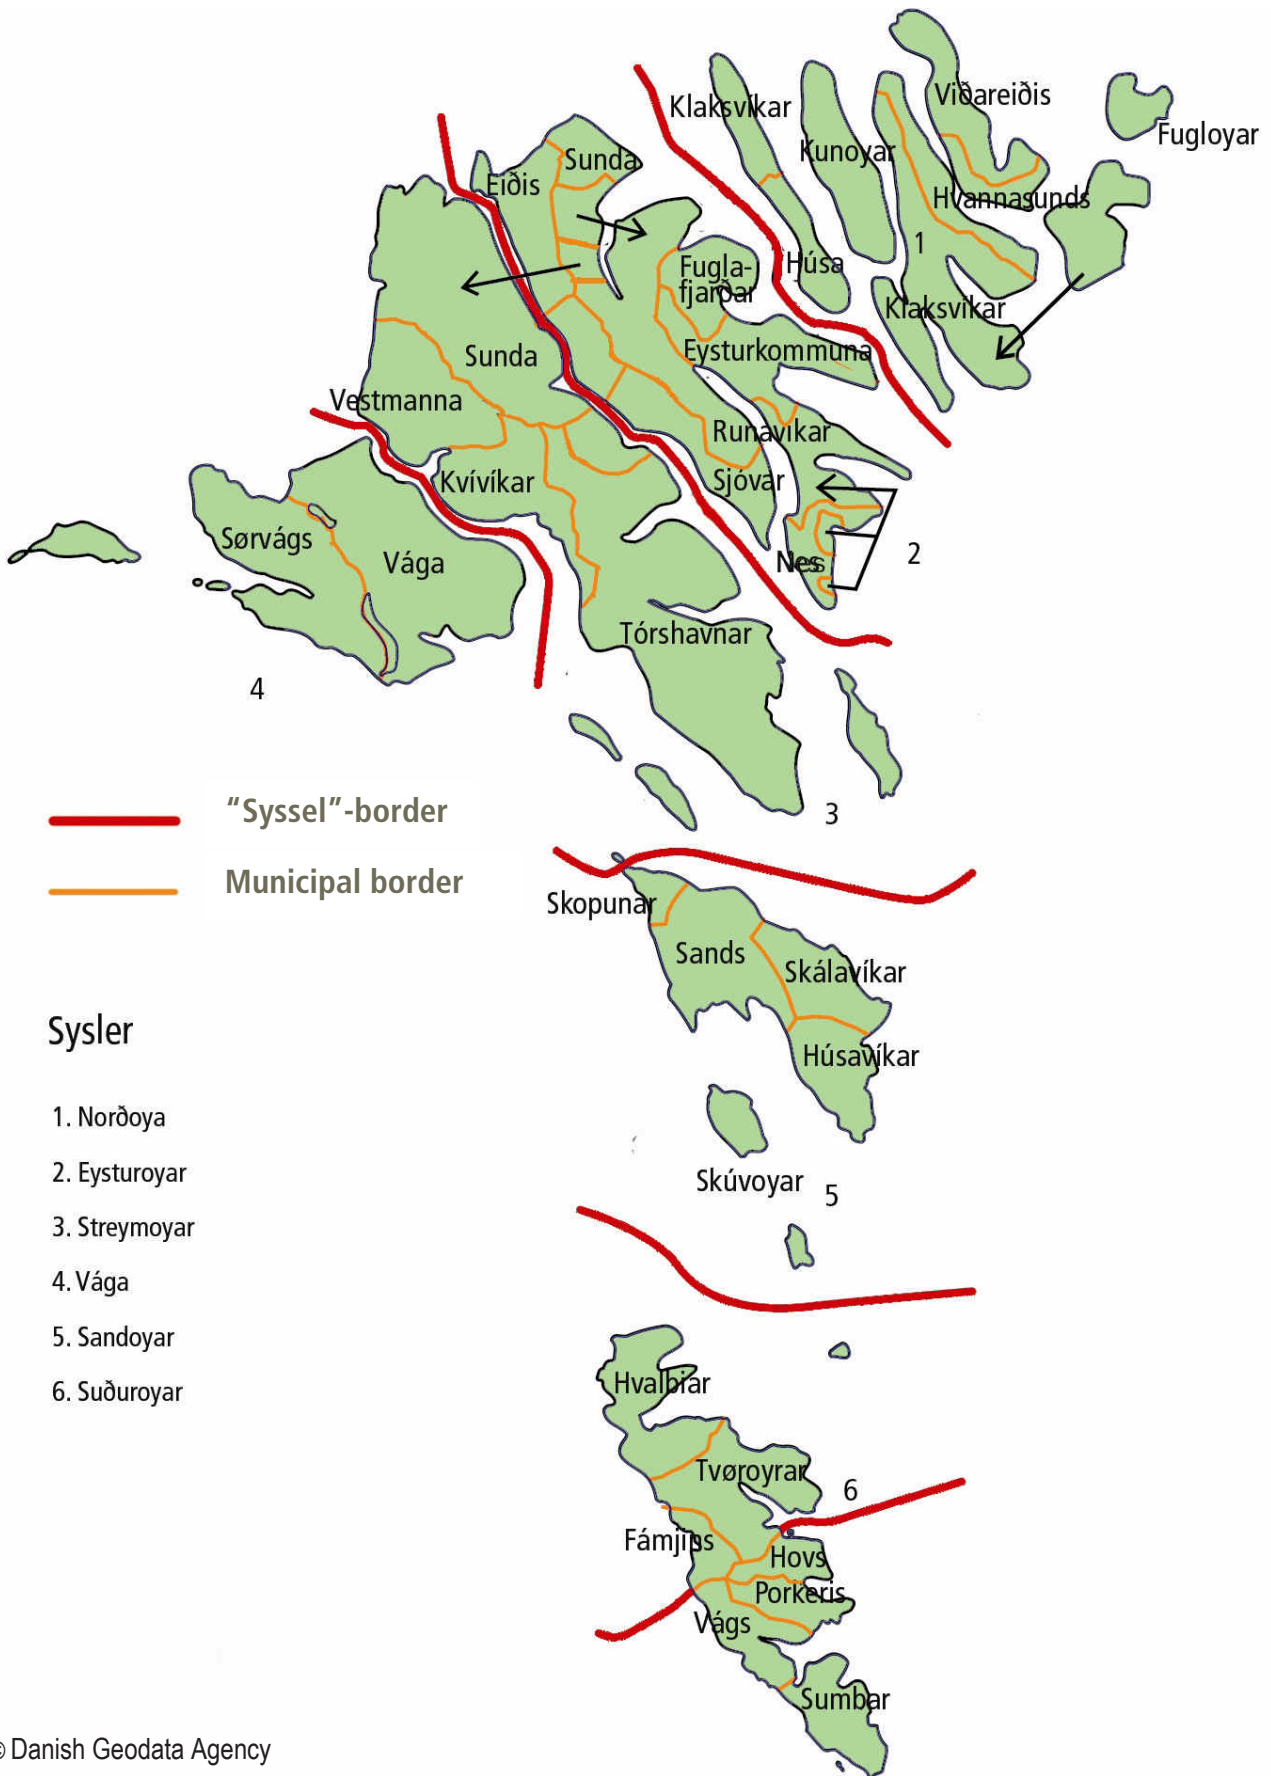 Klaksvíkar
Viðareiðis
Fugloyar
Kunoyar
Sunda
Eiðis
Hvannasunds
1
Húsa
Fugla-
fjarðar
Klaksvíkar
Eysturkommuna
Sunda
Vestmanna
Runavíkar
Sjóvar
Kvívíkar
Sørvágs
Vága
2
Nes
Tórshavnar
4
3
“Syssel”-border
Municipal border
Skopunar
Sands
Skálavíkar
Húsavíkar
Skúvoyar
5
Sysler
1. Norðoya
2. Eysturoyar
3. Streymoyar
4. Vága
5. Sandoyar
6. Suðuroyar
Hvalbiar
Tvøroyrar
6
Fámjins
Hovs
Porkeris
Vágs
Sumbar
© Danish Geodata Agency